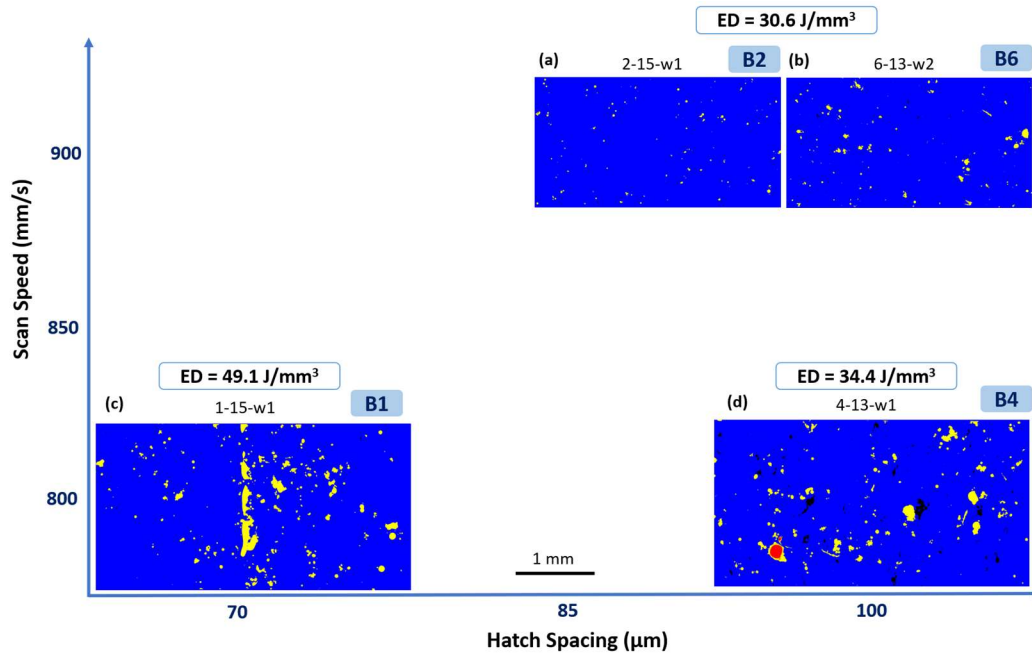 ED = 30.6 J/mm³
(a) 2-15-w1 B2
(b) 6-13-w2 B6
900
Scan Speed (mm/s)
850
ED = 49.1 J/mm³
(c) 1-15-w1 B1
ED = 34.4 J/mm³
(d) 4-13-w1 B4
800
1 mm
70 85 100
Hatch Spacing (μm)